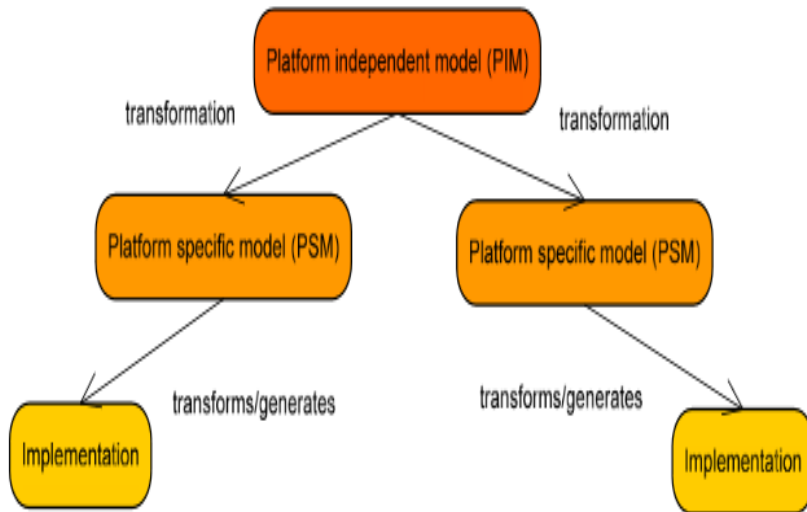 Platform independent model (PIM)
transformation
transformation
Platform specific model (PSM)
Platform specific model (PSM)
transforms/generates
transforms/generates
Implementation
Implementation